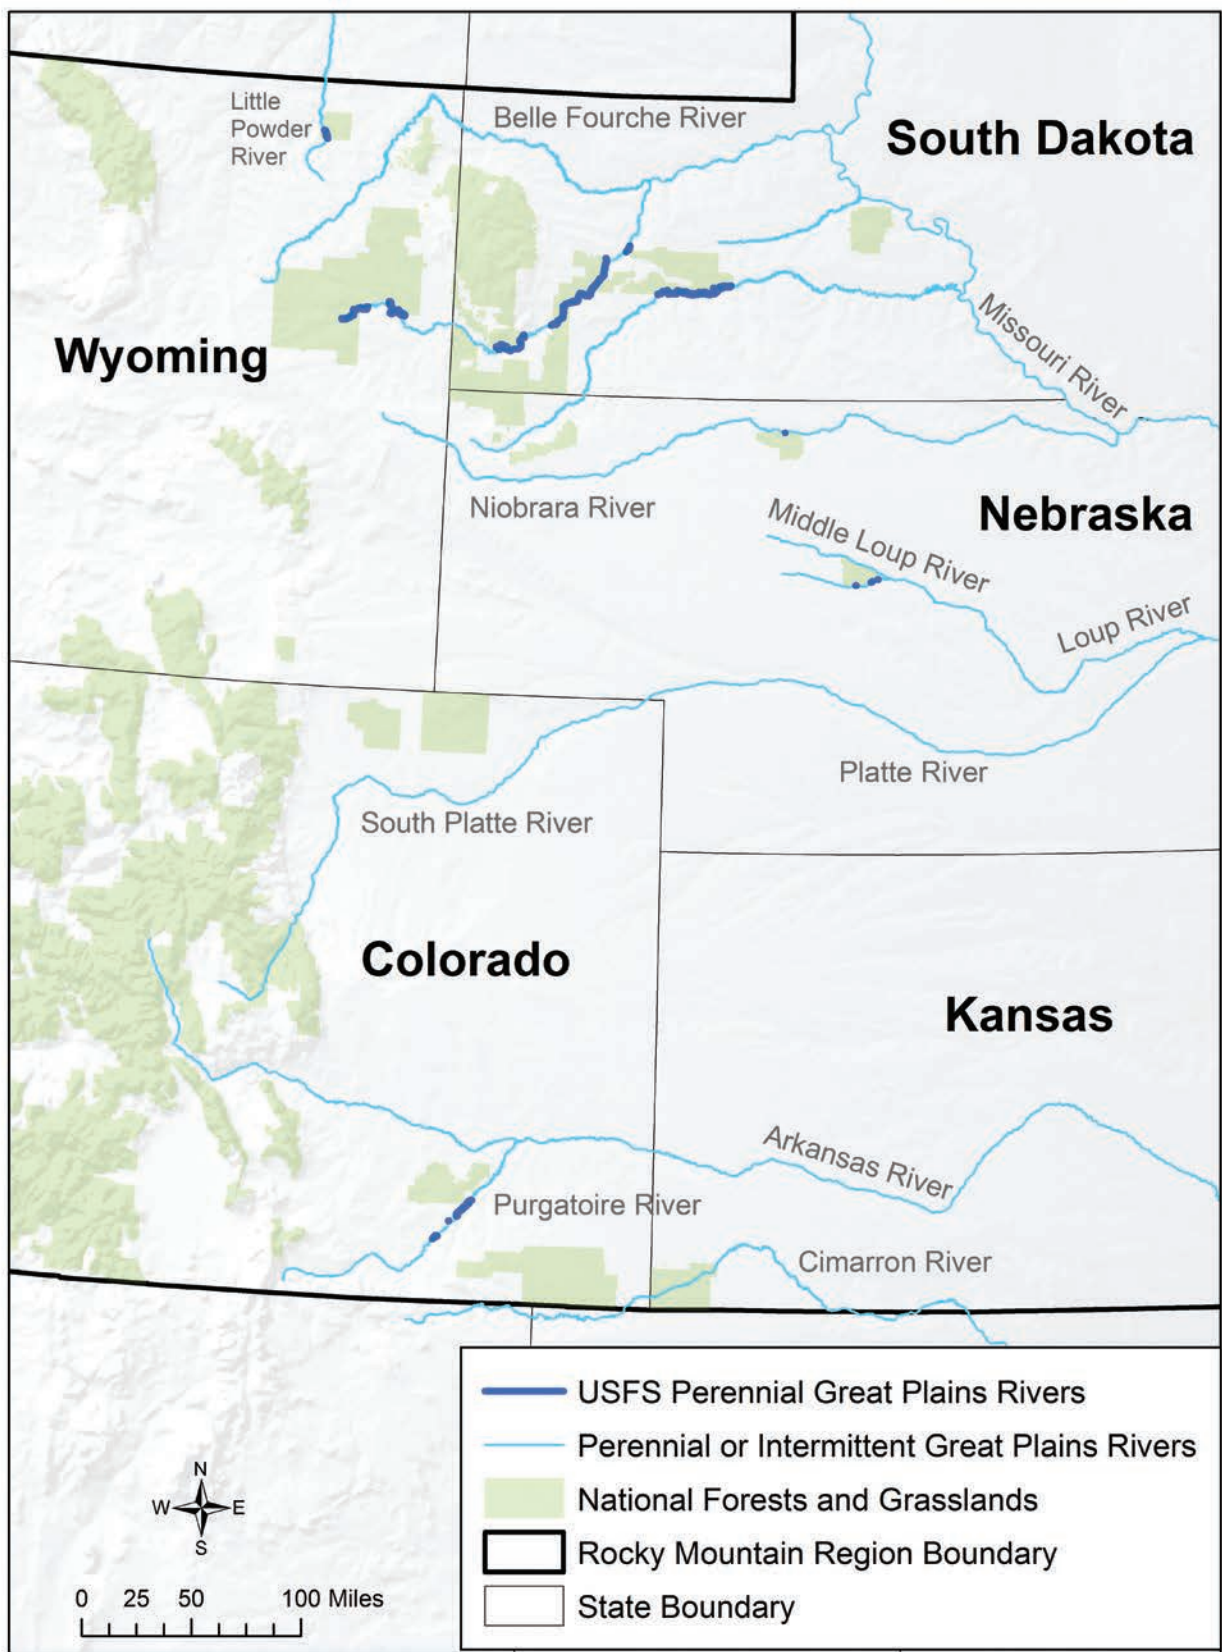 Little
Powder
River
Belle Fourche River
South Dakota
Wyoming
Missouri River
Niobrara River
Nebraska
Middle Loup River
Loup River
Platte River
South Platte River
Colorado
Kansas
Arkansas River
Purgatoire River
Cimarron River
USFS Perennial Great Plains Rivers
Perennial or Intermittent Great Plains Rivers
National Forests and Grasslands
Rocky Mountain Region Boundary
State Boundary
N
W E
S
0 25 50 100 Miles